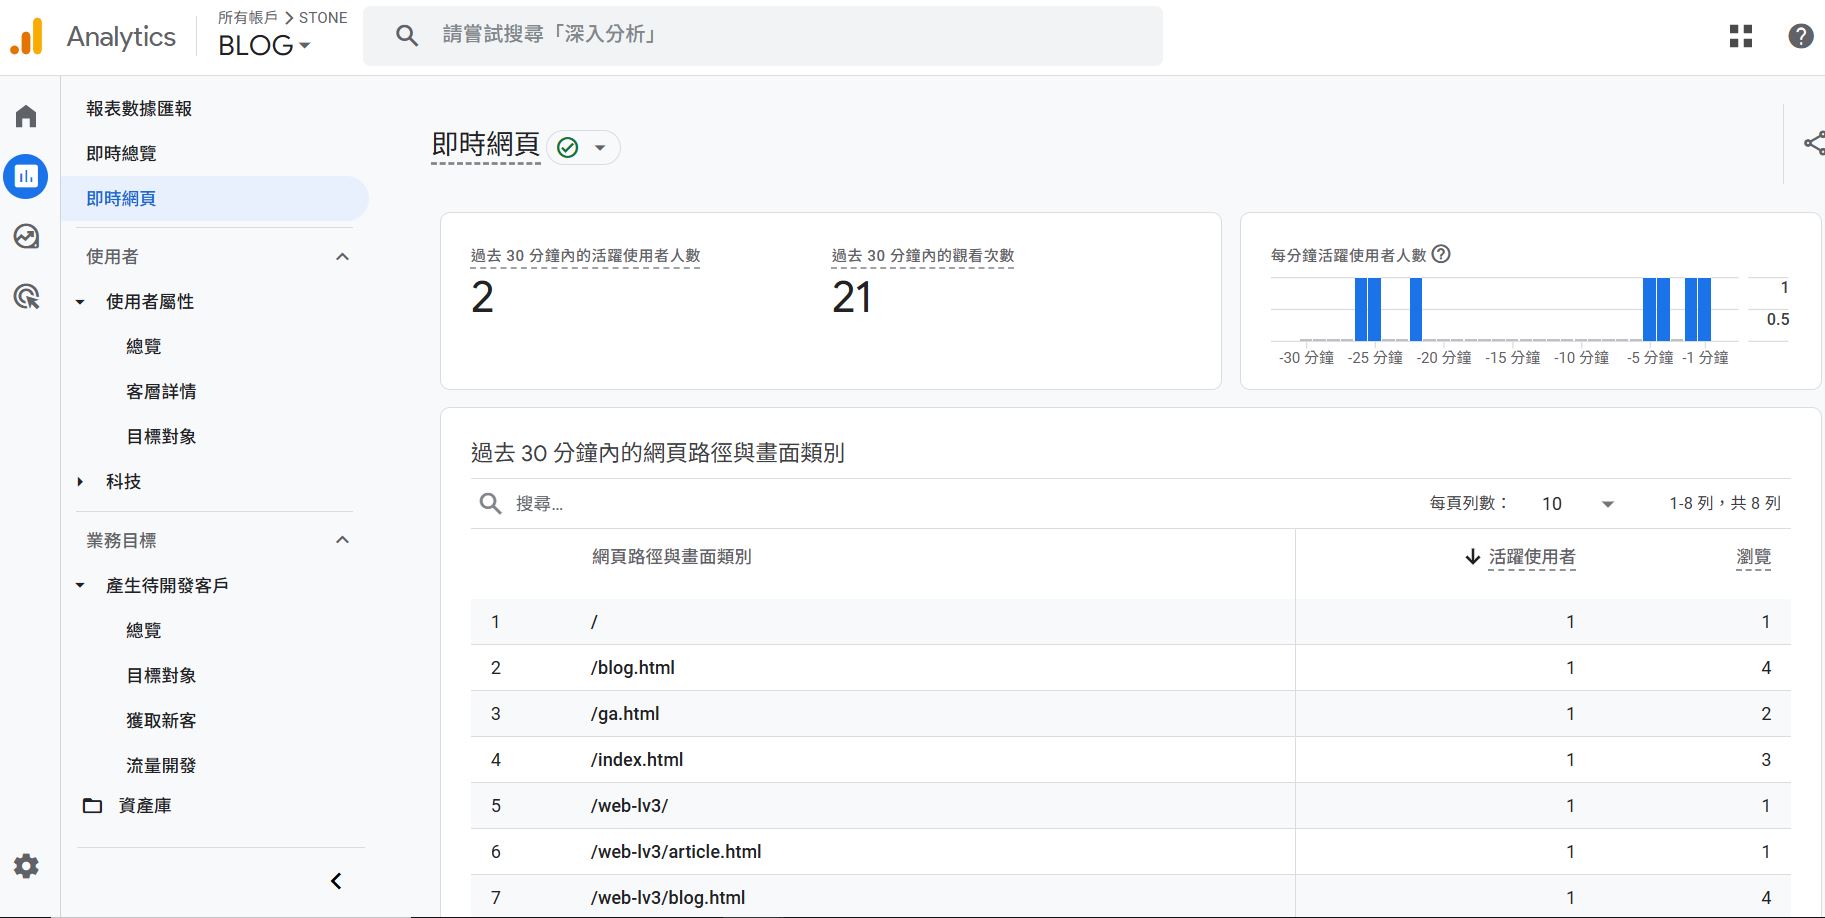 Analytics
所有帳戶 > STONE
BLOG
請嘗試搜尋「深入分析」
報表數據匯報
即時總覽
即時網頁
使用者
使用者屬性
總覽
客層詳情
目標對象
科技
業務目標
產生待開發客戶
總覽
目標對象
獲取新客
流量開發
資產庫
即時網頁
過去 30 分鐘內的活躍使用者人數
2
過去 30 分鐘內的觀看次數
21
每分鐘活躍使用者人數
1
0.5
-30 分鐘 -25 分鐘 -20 分鐘 -15 分鐘 -10 分鐘 -5 分鐘 -1 分鐘
過去 30 分鐘內的網頁路徑與畫面類別
搜尋... 每頁列數： 10 1-8 列，共 8 列
網頁路徑與畫面類別 活躍使用者 瀏覽
1 / 1 1
2 /blog.html 1 4
3 /ga.html 1 2
4 /index.html 1 3
5 /web-lv3/ 1 1
6 /web-lv3/article.html 1 1
7 /web-lv3/blog.html 1 4